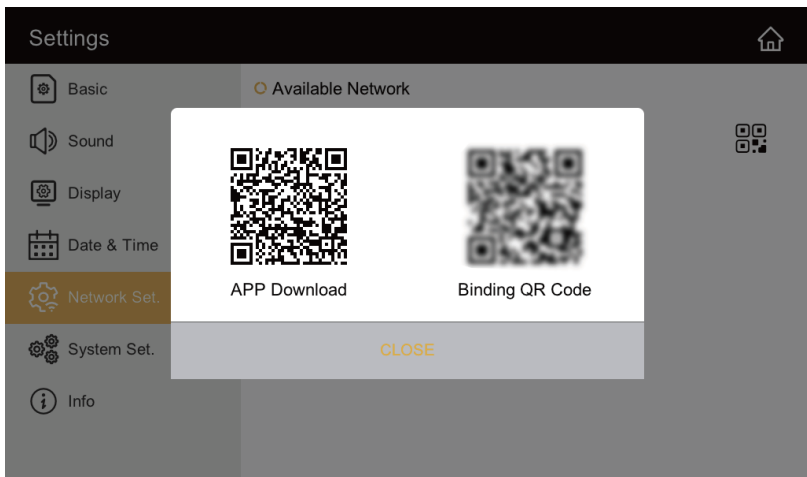 Settings
Basic
Available Network
Sound
Display
Date & Time
Network Set.
System Set.
Info
APP Download
Binding QR Code
CLOSE